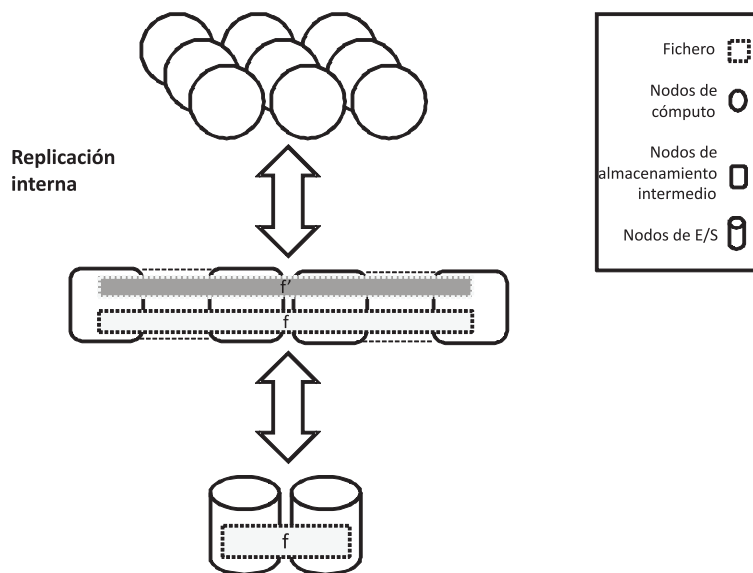 Replicación
interna
f'
f
f
Fichero
Nodos de
cómputo
Nodos de
almacenamiento
intermedio
Nodos de E/S